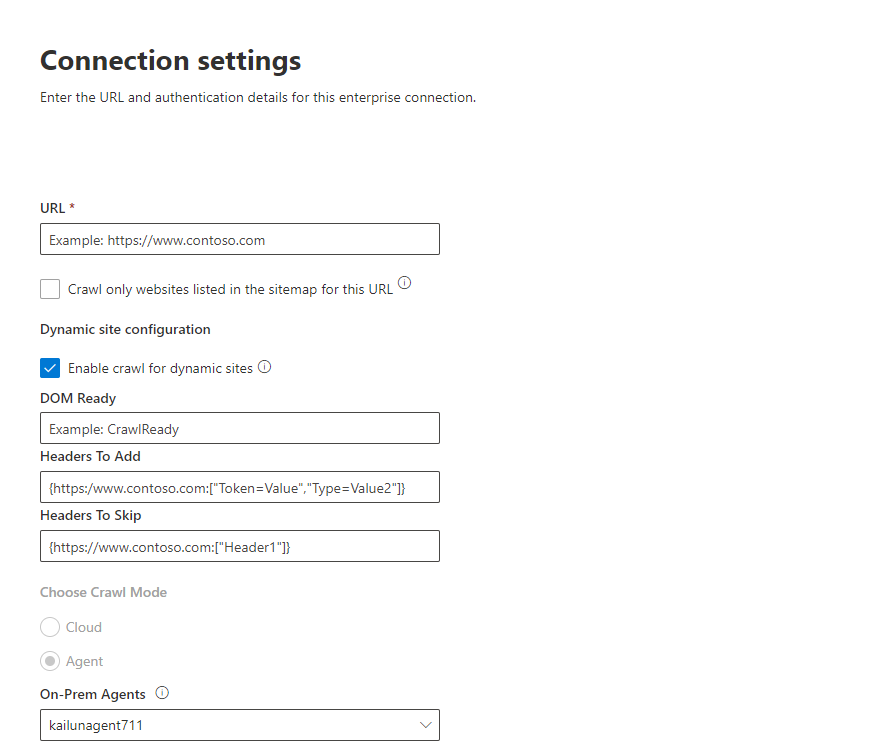 Connection settings
Enter the URL and authentication details for this enterprise connection.
URL *
Example: https://www.contoso.com
Crawl only websites listed in the sitemap for this URL
Dynamic site configuration
Enable crawl for dynamic sites
DOM Ready
Example: CrawlReady
Headers To Add
{https:/www.contoso.com:["Token=Value","Type=Value2"]}
Headers To Skip
{https://www.contoso.com:["Header1"]}
Choose Crawl Mode
Cloud
Agent
On-Prem Agents
kailunagent711